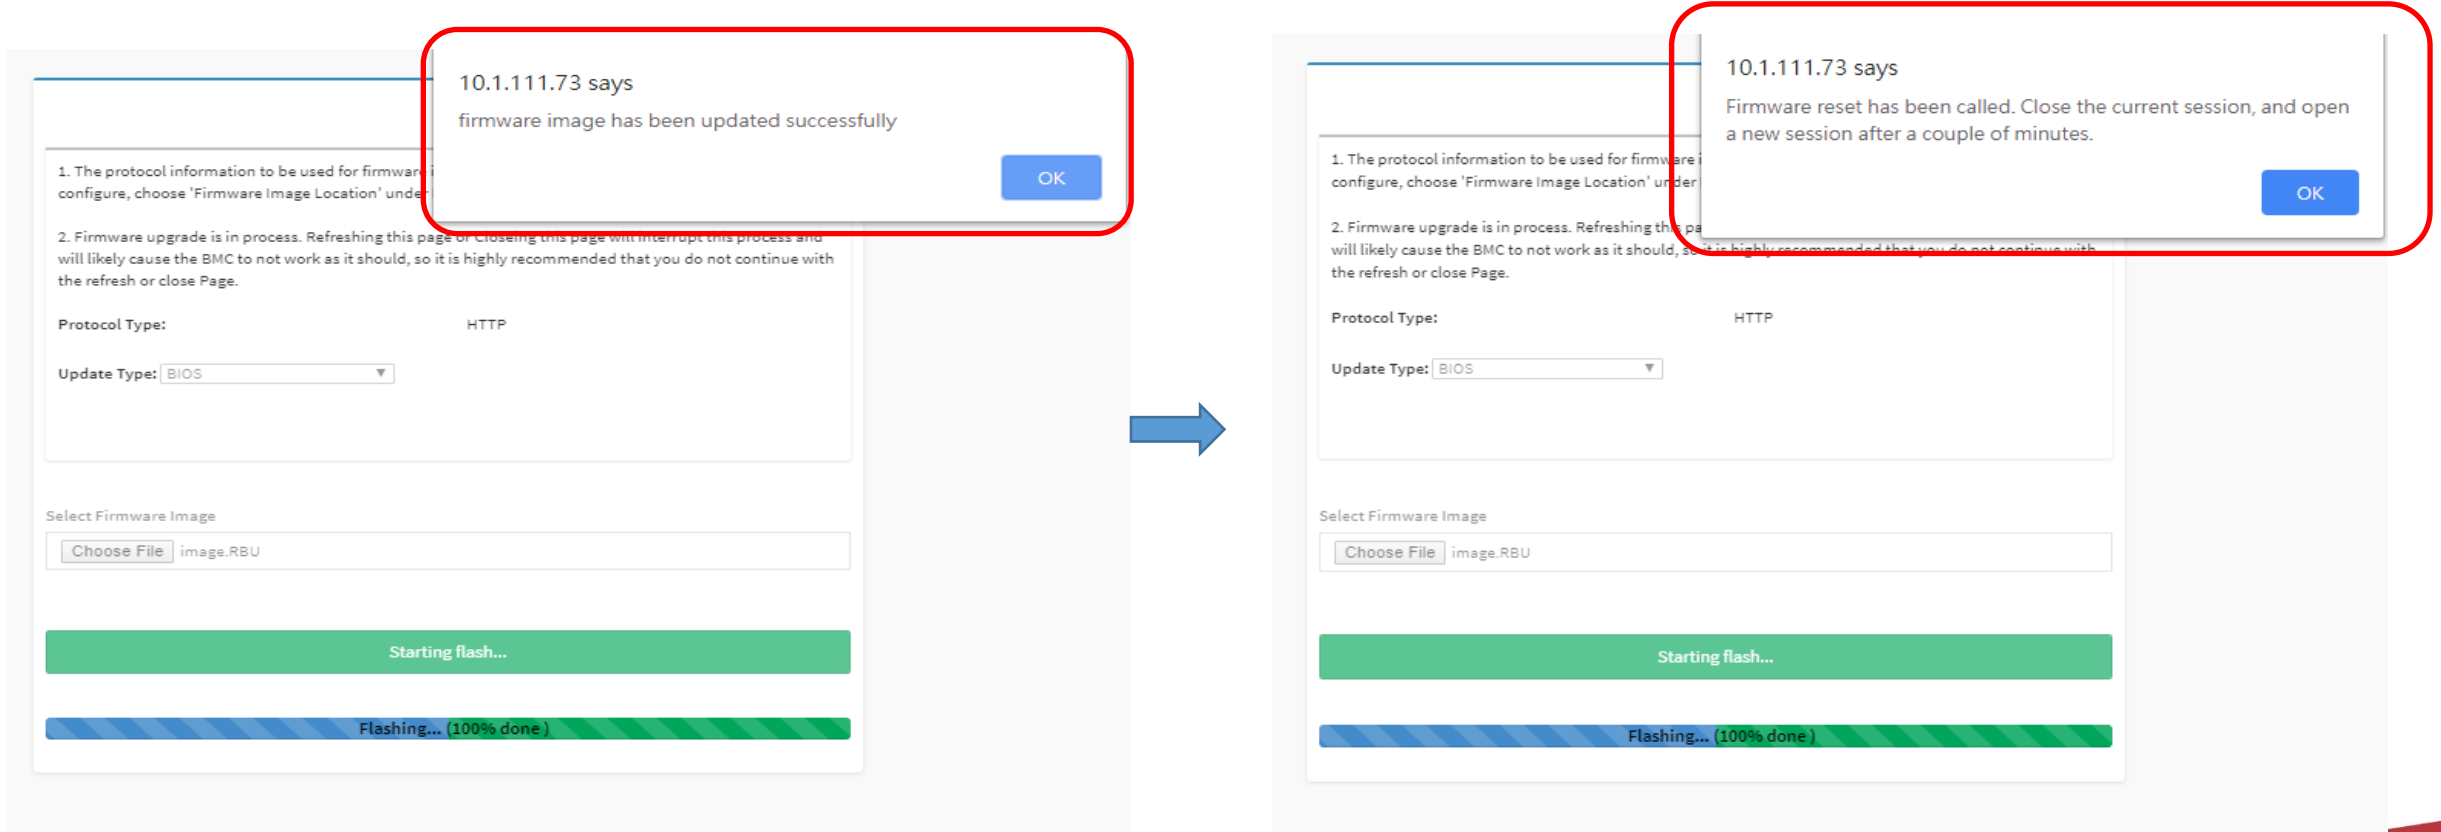 10.1.111.73 says
firmware image has been updated successfully
OK
1. The protocol information to be used for firmware i
configure, choose 'Firmware Image Location' under
2. Firmware upgrade is in process. Refreshing this page or Closeing this page will interrupt this process and
will likely cause the BMC to not work as it should, so it is highly recommended that you do not continue with
the refresh or close Page.
Protocol Type: HTTP
Update Type: BIOS
Select Firmware Image
Choose File image.RBU
Starting flash...
Flashing... (100% done )
10.1.111.73 says
Firmware reset has been called. Close the current session, and open
a new session after a couple of minutes.
OK
1. The protocol information to be used for firmware i
configure, choose 'Firmware Image Location' under
2. Firmware upgrade is in process. Refreshing this pa
will likely cause the BMC to not work as it should, so it is highly recommended that you do not continue with
the refresh or close Page.
Protocol Type: HTTP
Update Type: BIOS
Select Firmware Image
Choose File image.RBU
Starting flash...
Flashing... (100% done )